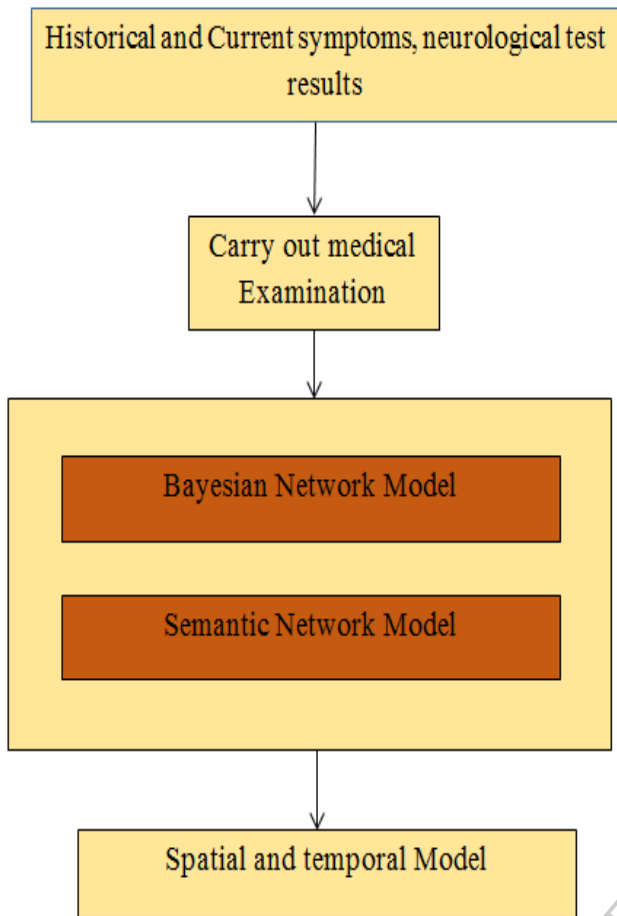 Historical and Current symptoms, neurological test
results
Carry out medical
Examination
Bayesian Network Model
Semantic Network Model
Spatial and temporal Model